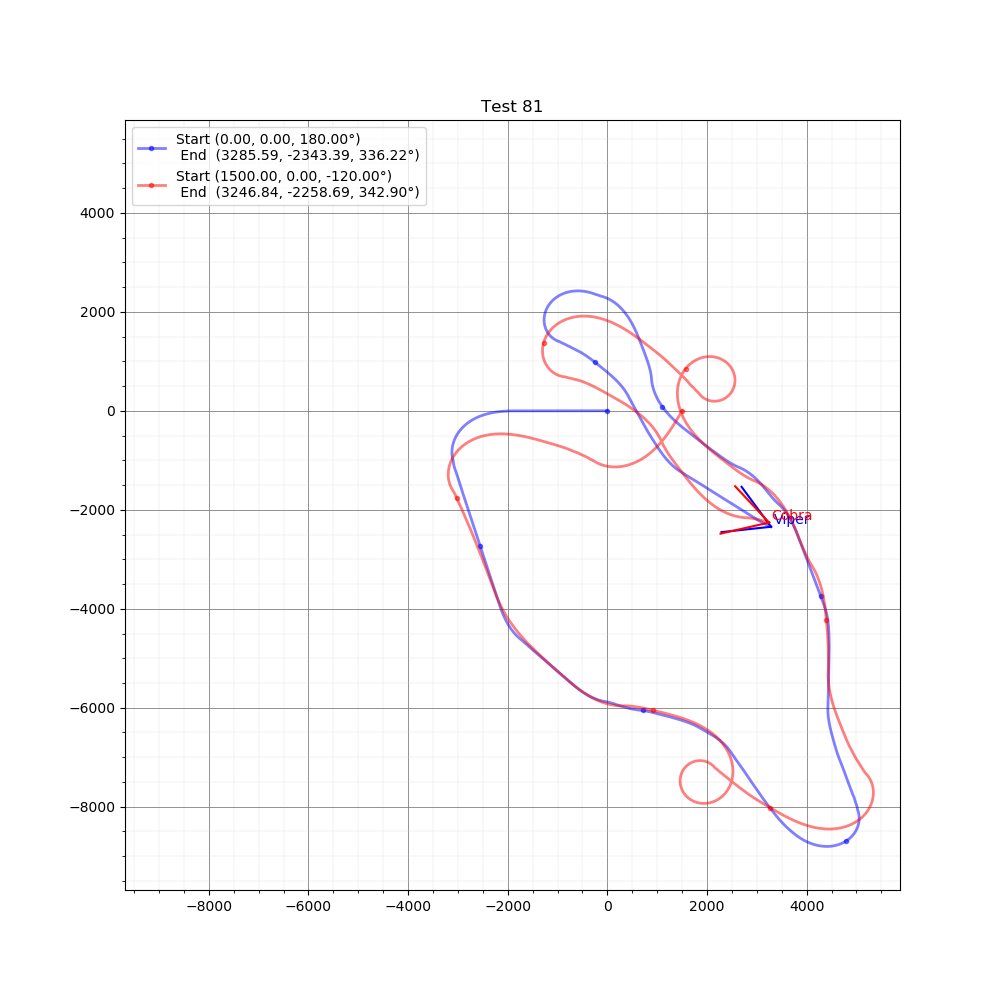 Test 81
Start (0.00, 0.00, 180.00°)
End  (3285.59, -2343.39, 336.22°)
Start (1500.00, 0.00, -120.00°)
End  (3246.84, -2258.69, 342.90°)
4000
2000
0
−2000
−4000
−6000
−8000
Cobra
Viper
−8000 −6000 −4000 −2000 0 2000 4000